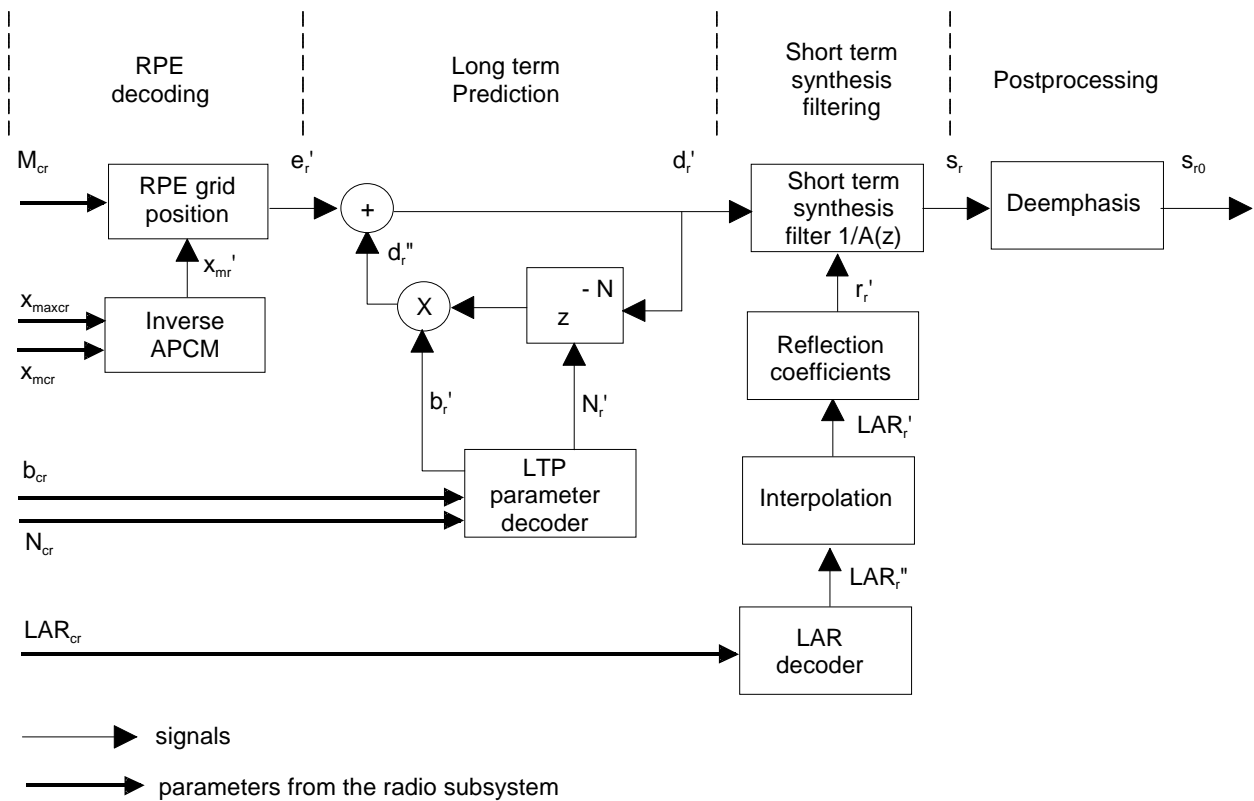 RPE
decoding
Long term
Prediction
Short term
synthesis
filtering
Postprocessing
M_cr
RPE grid
position
e_r'
+
d_r'
Short term
synthesis
filter 1/A(z)
s_r
Deemphasis
s_r0
x_mr'
d_r"
X
z^- N
r_r'
x_maxcr
x_mcr
Inverse
APCM
Reflection
coefficients
b_r'
N_r'
LAR_r'
b_cr
N_cr
LTP
parameter
decoder
Interpolation
LAR_r"
LAR_cr
LAR
decoder
signals
parameters from the radio subsystem